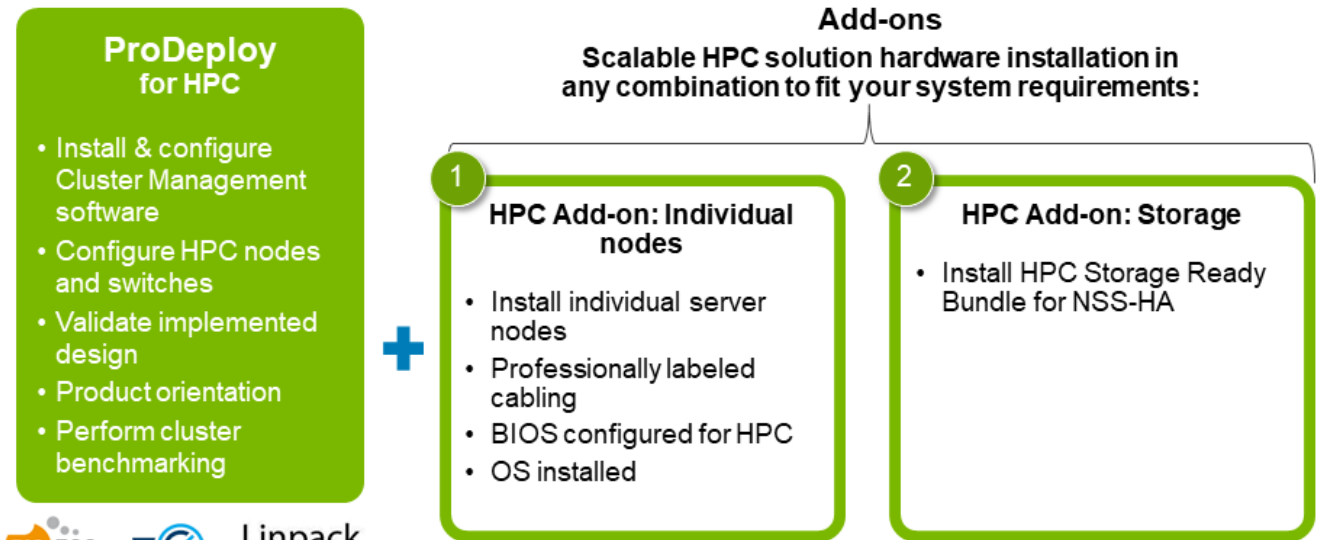 ProDeploy
for HPC
• Install & configure
Cluster Management
software
• Configure HPC nodes
and switches
• Validate implemented
design
• Product orientation
• Perform cluster
benchmarking
Add-ons
Scalable HPC solution hardware installation in
any combination to fit your system requirements:
1
HPC Add-on: Individual
nodes
• Install individual server
nodes
• Professionally labeled
cabling
• BIOS configured for HPC
• OS installed
2
HPC Add-on: Storage
• Install HPC Storage Ready
Bundle for NSS-HA
Linpack